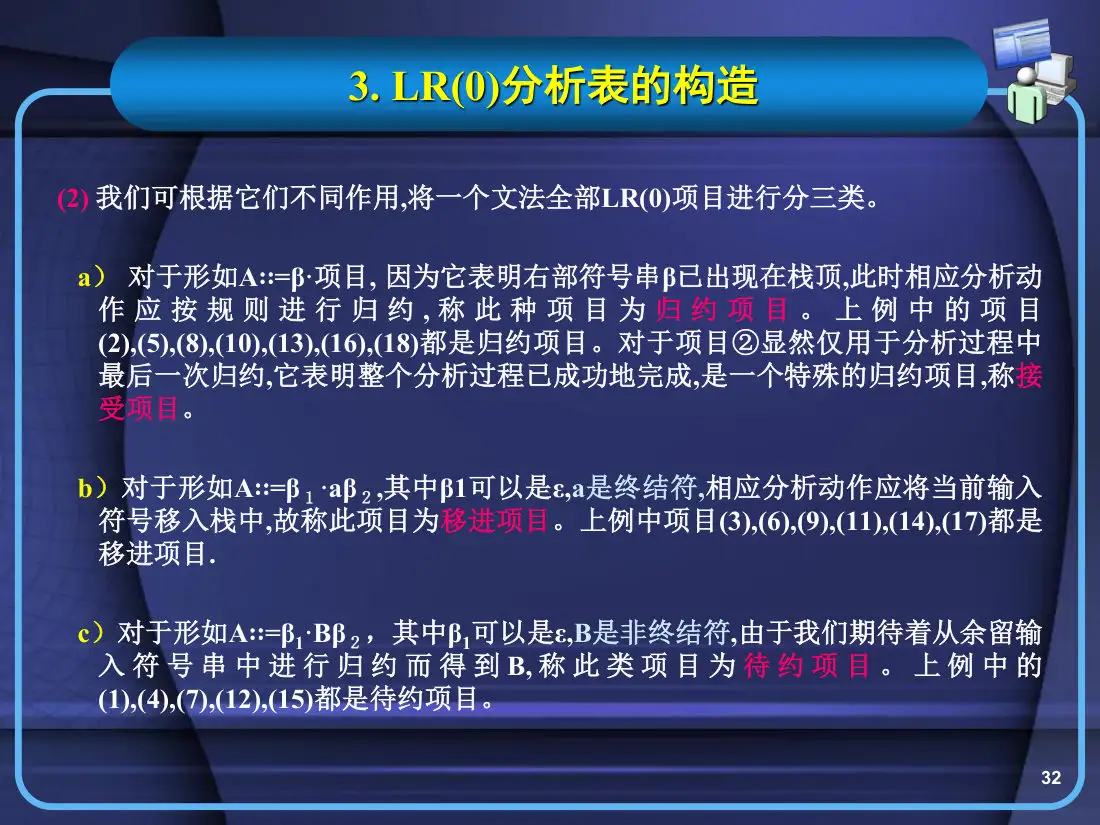 3. LR(0)分析表的构造
(2) 我们可根据它们不同作用,将一个文法全部LR(0)项目进行分三类。
a） 对于形如A::=β·项目, 因为它表明右部符号串β已出现在栈顶,此时相应分析动
作应按规则进行归约,称此种项目为归约项目。上例中的项目
(2),(5),(8),(10),(13),(16),(18)都是归约项目。对于项目②显然仅用于分析过程中
最后一次归约,它表明整个分析过程已成功地完成,是一个特殊的归约项目,称接
受项目。
b）对于形如A::=β₁·aβ₂,其中β1可以是ε,a是终结符,相应分析动作应将当前输入
符号移入栈中,故称此项目为移进项目。上例中项目(3),(6),(9),(11),(14),(17)都是
移进项目.
c）对于形如A::=β₁·Bβ₂，其中β₁可以是ε,B是非终结符,由于我们期待着从余留输
入符号串中进行归约而得到B,称此类项目为待约项目。上例中的
(1),(4),(7),(12),(15)都是待约项目。
32